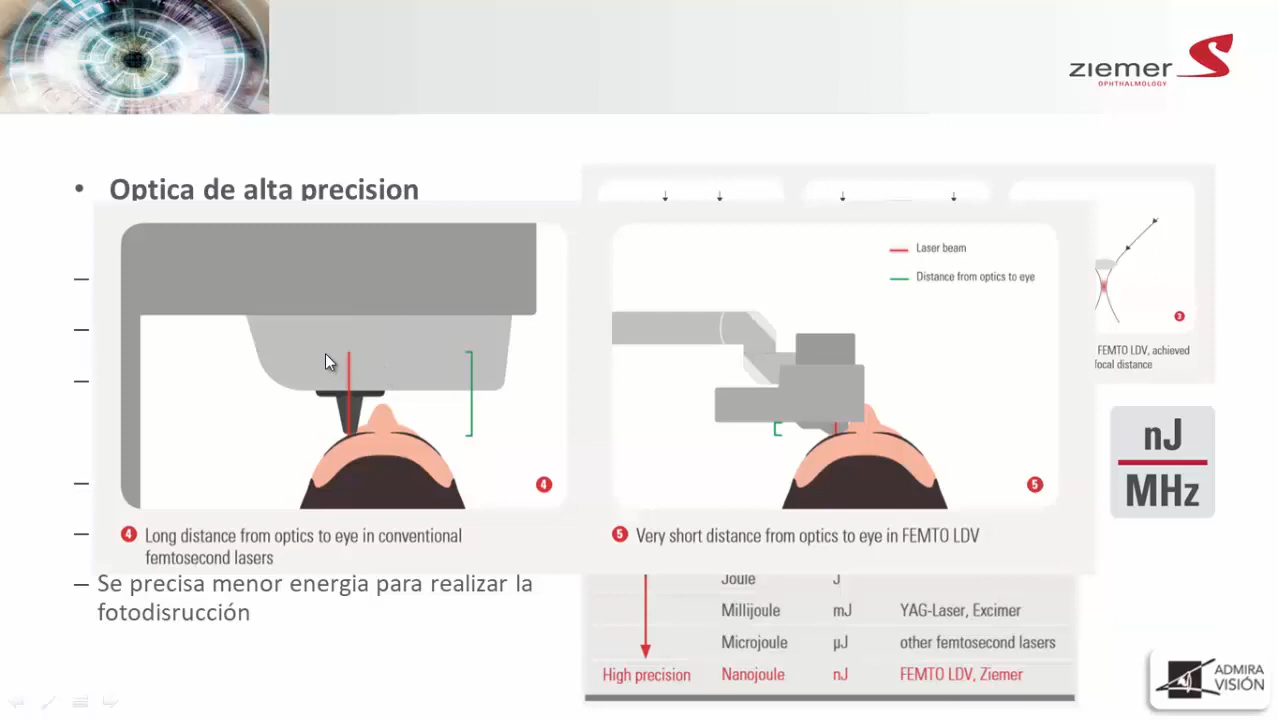 ziemer
OPHTHALMOLOGY
• Optica de alta precision
Laser beam
Distance from optics to eye
3
FEMTO LDV, achieved
focal distance
nJ
MHz
4
5
4 Long distance from optics to eye in conventional
femtosecond lasers
5 Very short distance from optics to eye in FEMTO LDV
– Se precisa menor energia para realizar la
fotodisrucción
Joule J
Millijoule mJ YAG-Laser, Excimer
Microjoule µJ other femtosecond lasers
High precision Nanojoule nJ FEMTO LDV, Ziemer
ADMIRA
VISIÓN